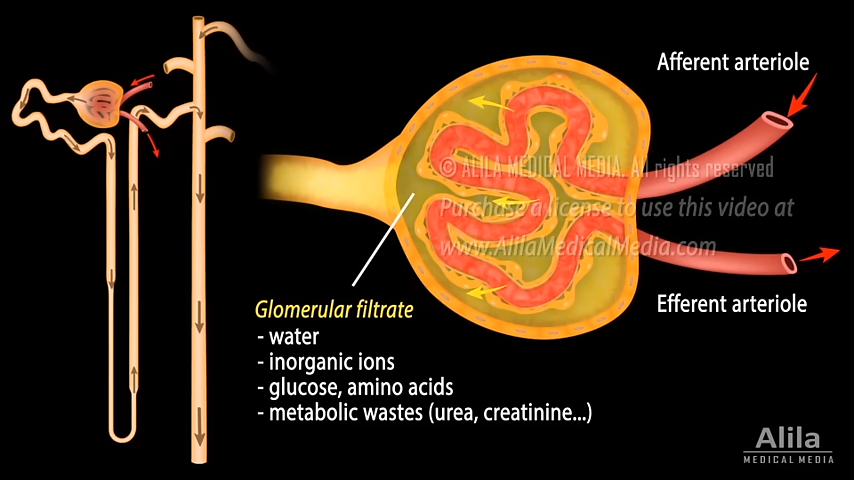 Afferent arteriole
© ALILA MEDICAL MEDIA. All rights reserved
Purchase a license to use this video at
www.AlilaMedicalMedia.com
Efferent arteriole
Glomerular filtrate
- water
- inorganic ions
- glucose, amino acids
- metabolic wastes (urea, creatinine...)
Alila
MEDICAL MEDIA